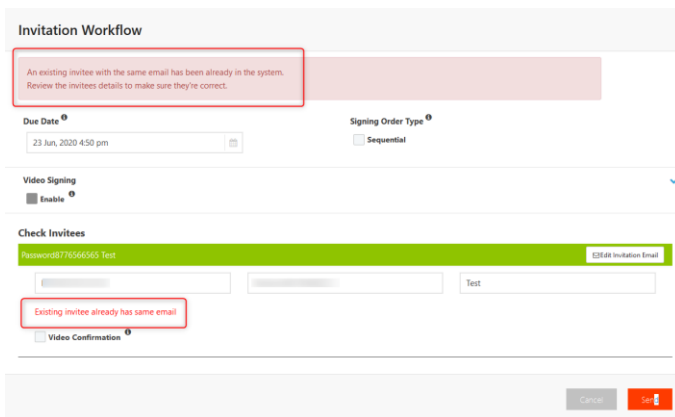 Invitation Workflow
An existing invitee with the same email has been already in the system.
Review the invitees details to make sure they're correct.
Due Date
Signing Order Type
23 Jun, 2020 4:50 pm
Sequential
Video Signing
Enable
Check Invitees
Password8776566565 Test
Edit Invitation Email
Test
Existing invitee already has same email
Video Confirmation
Cancel
Send